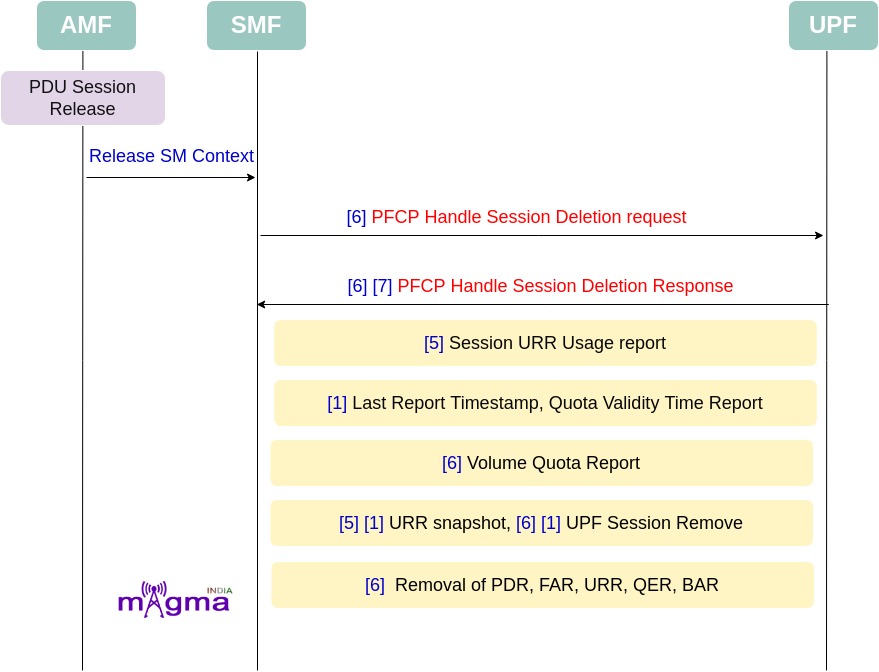 AMF
SMF
UPF
PDU Session
Release
Release SM Context
[6] PFCP Handle Session Deletion request
[6] [7] PFCP Handle Session Deletion Response
[5] Session URR Usage report
[1] Last Report Timestamp, Quota Validity Time Report
[6] Volume Quota Report
[5] [1] URR snapshot, [6] [1] UPF Session Remove
[6] Removal of PDR, FAR, URR, QER, BAR
INDIA
magma